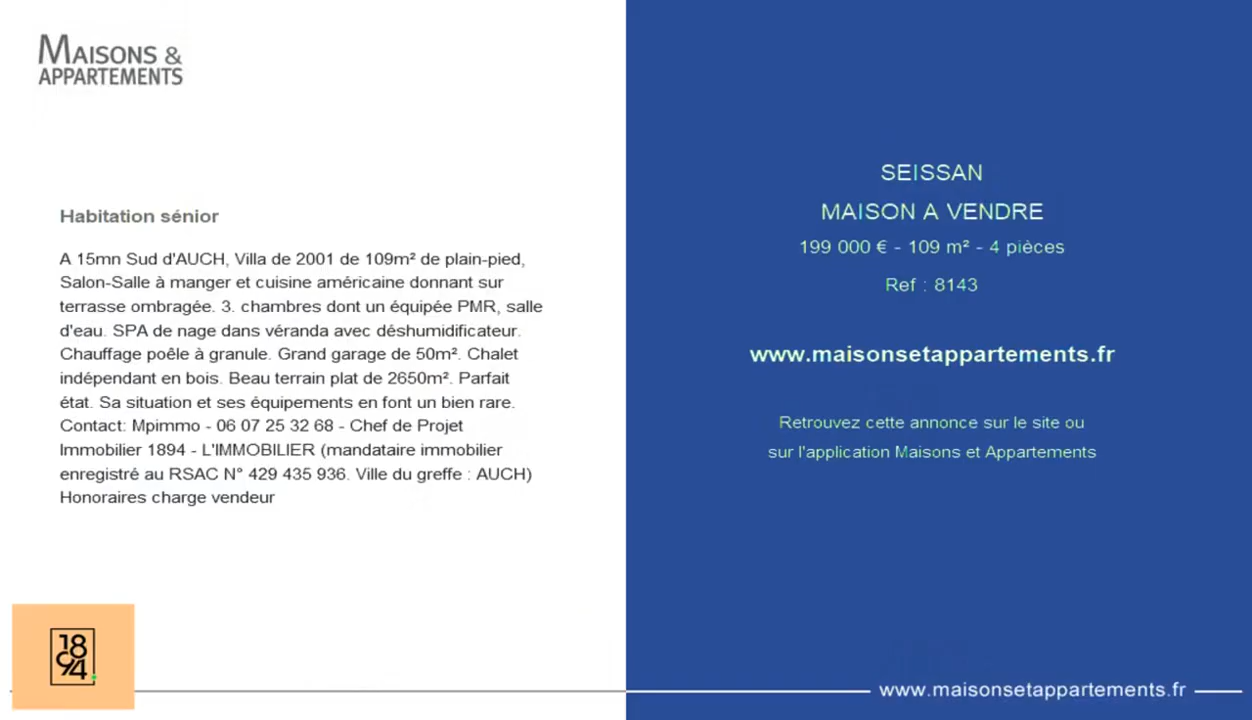 MAISONS &
APPARTEMENTS
Habitation sénior
A 15mn Sud d'AUCH, Villa de 2001 de 109m² de plain-pied,
Salon-Salle à manger et cuisine américaine donnant sur
terrasse ombragée. 3. chambres dont un équipée PMR, salle
d'eau. SPA de nage dans véranda avec déshumidificateur.
Chauffage poêle à granule. Grand garage de 50m². Chalet
indépendant en bois. Beau terrain plat de 2650m². Parfait
état. Sa situation et ses équipements en font un bien rare.
Contact: Mpimmo - 06 07 25 32 68 - Chef de Projet
Immobilier 1894 - L'IMMOBILIER (mandataire immobilier
enregistré au RSAC N° 429 435 936. Ville du greffe : AUCH)
Honoraires charge vendeur
18
94
SEISSAN
MAISON A VENDRE
199 000 € - 109 m² - 4 pièces
Ref : 8143
www.maisonsetappartements.fr
Retrouvez cette annonce sur le site ou
sur l'application Maisons et Appartements
www.maisonsetappartements.fr